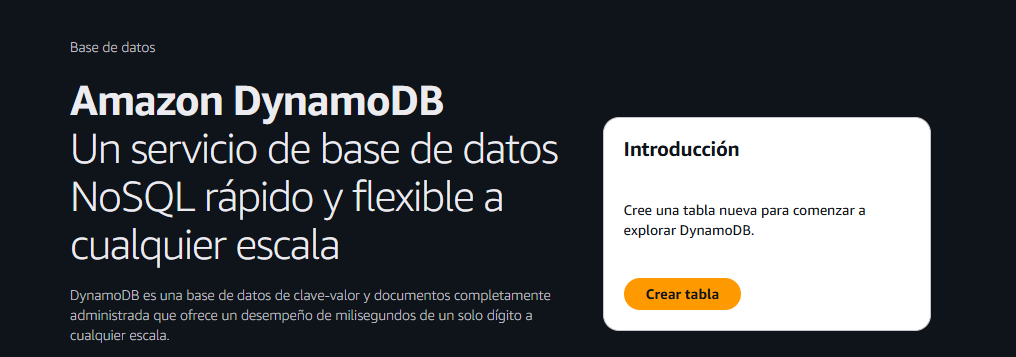 Base de datos
Amazon DynamoDB
Un servicio de base de datos
NoSQL rápido y flexible a
cualquier escala
DynamoDB es una base de datos de clave-valor y documentos completamente
administrada que ofrece un desempeño de milisegundos de un solo dígito a
cualquier escala.
Introducción
Cree una tabla nueva para comenzar a
explorar DynamoDB.
Crear tabla